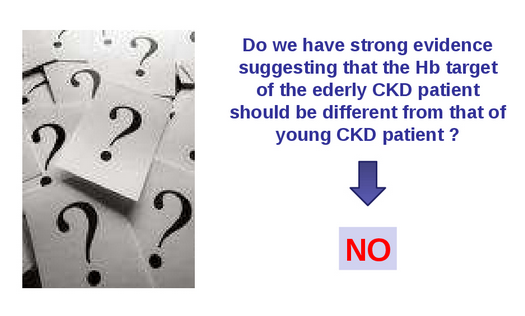 Do we have strong evidence
suggesting that the Hb target
of the ederly CKD patient
should be different from that of
young CKD patient ?
NO